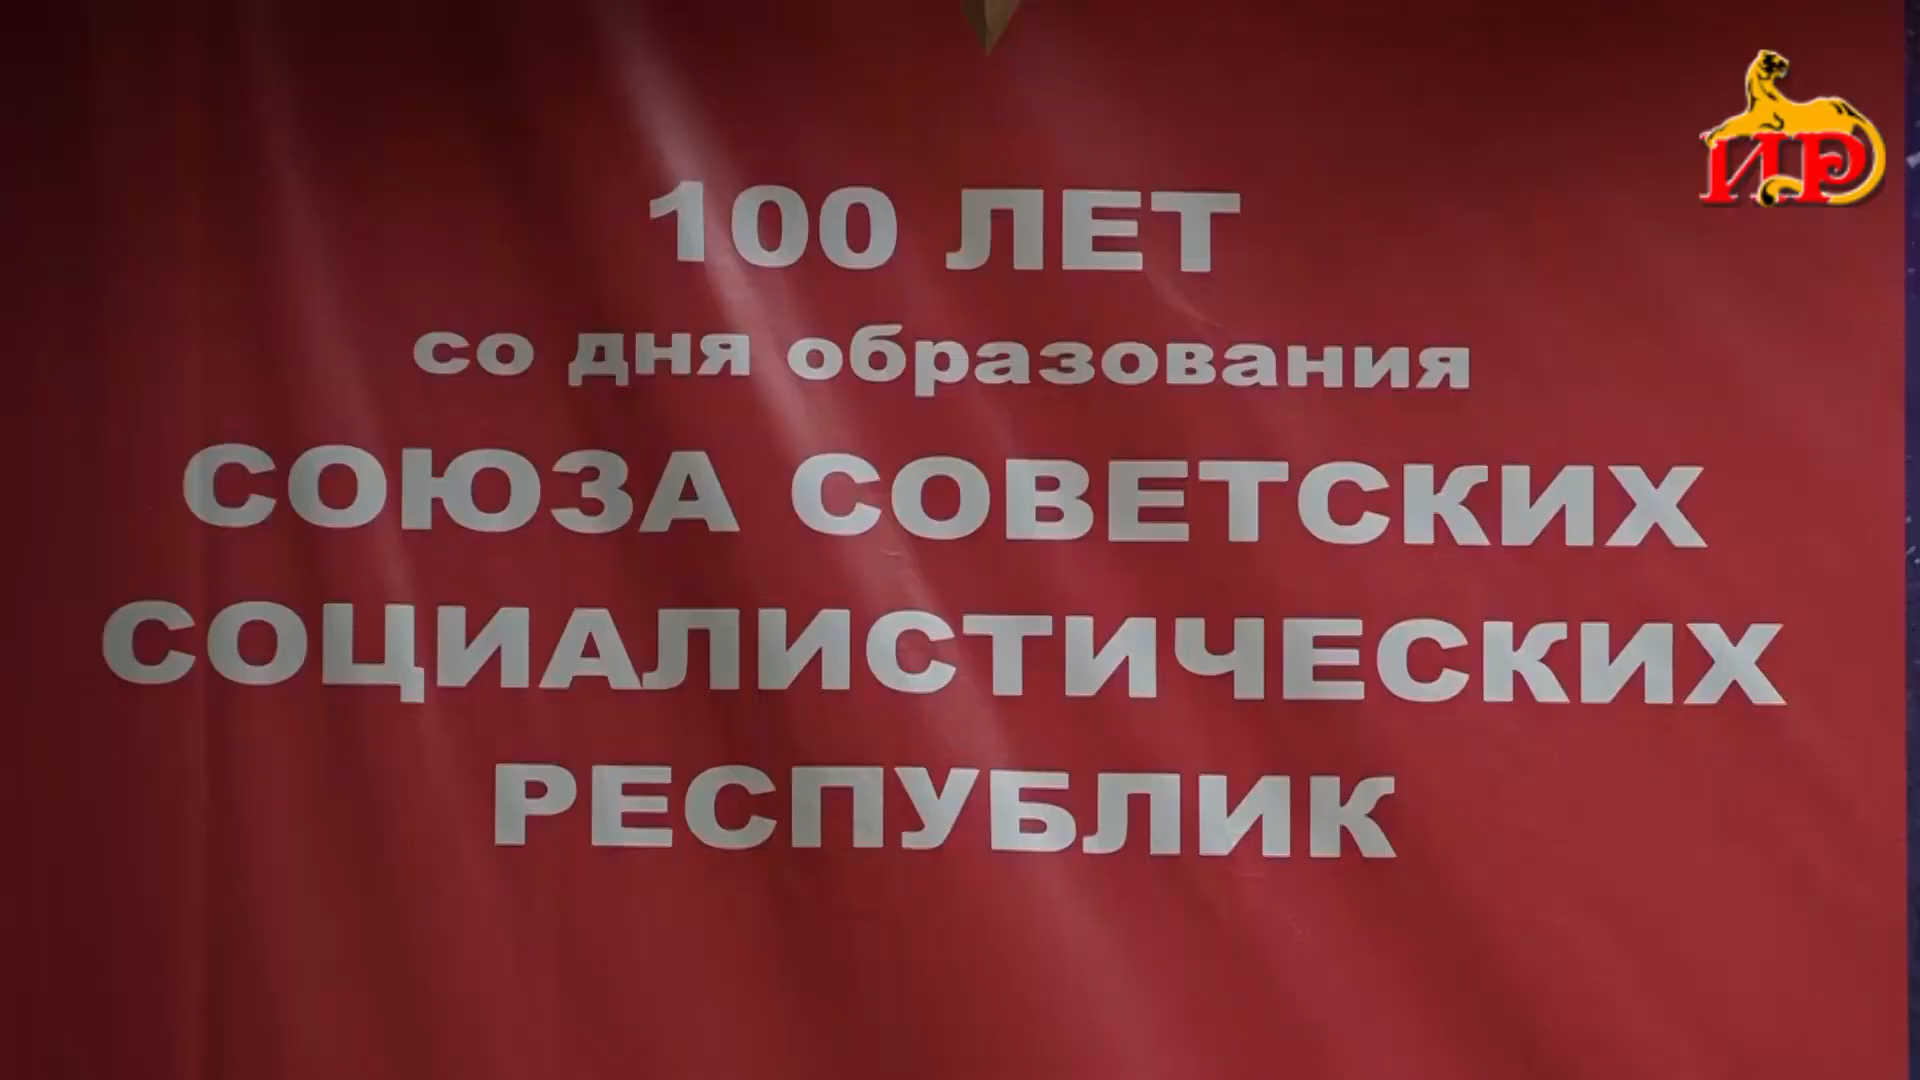 ИР
100 ЛЕТ
со дня образования
СОЮЗА СОВЕТСКИХ
СОЦИАЛИСТИЧЕСКИХ
РЕСПУБЛИК